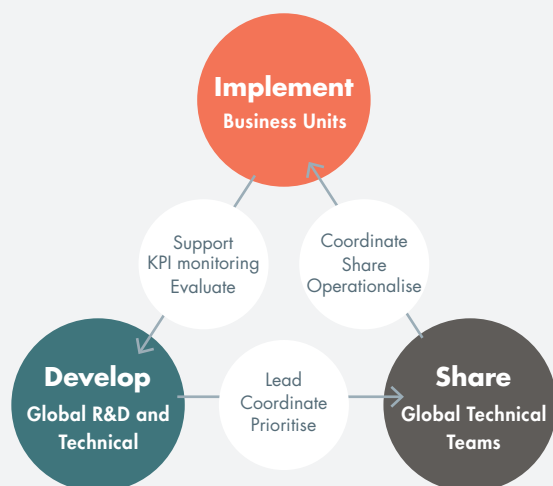 Implement
Business Units
Support
KPI monitoring
Evaluate
Coordinate
Share
Operationalise
Develop
Global R&D and
Technical
Lead
Coordinate
Prioritise
Share
Global Technical
Teams